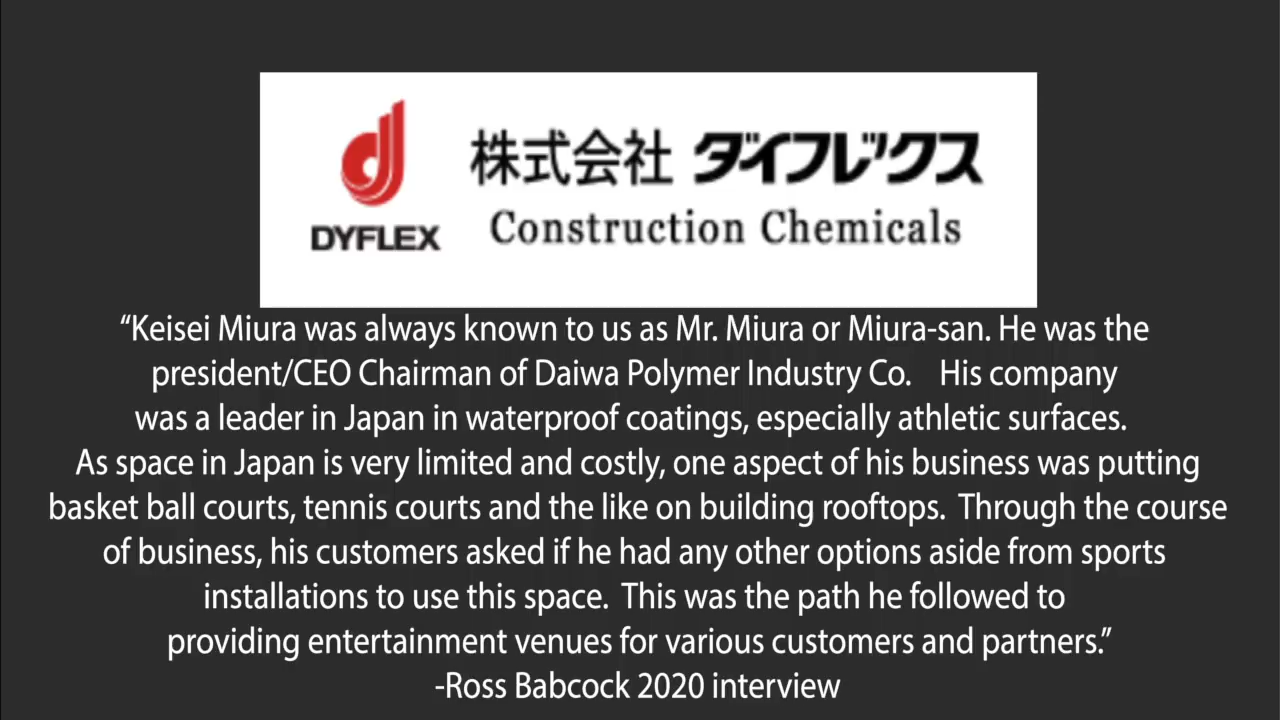 株式会社 ダイフレックス
DYFLEX
Construction Chemicals
“Keisei Miura was always known to us as Mr. Miura or Miura-san. He was the
president/CEO Chairman of Daiwa Polymer Industry Co.    His company
was a leader in Japan in waterproof coatings, especially athletic surfaces.
As space in Japan is very limited and costly, one aspect of his business was putting
basket ball courts, tennis courts and the like on building rooftops.  Through the course
of business, his customers asked if he had any other options aside from sports
installations to use this space.  This was the path he followed to
providing entertainment venues for various customers and partners.”
-Ross Babcock 2020 interview